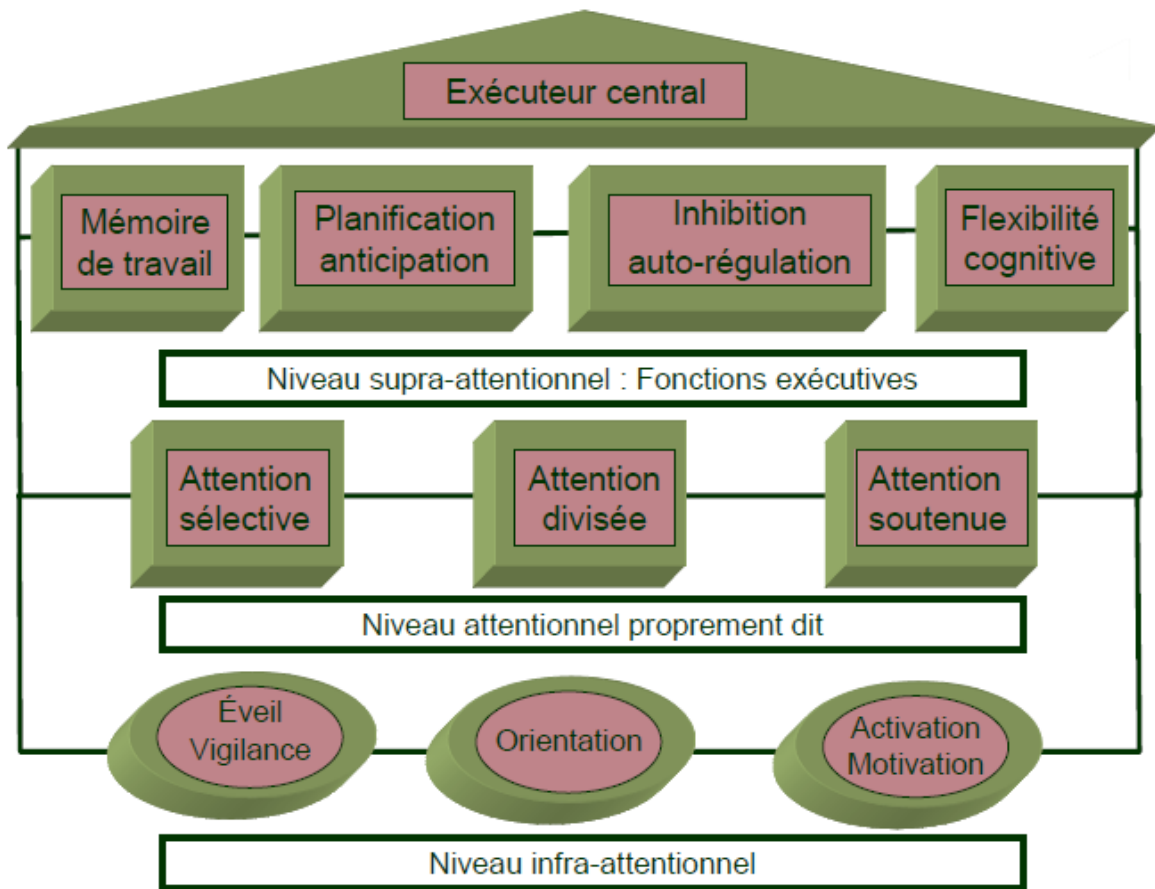 Exécuteur central
Mémoire
de travail
Planification
anticipation
Inhibition
auto-régulation
Flexibilité
cognitive
Niveau supra-attentionnel : Fonctions exécutives
Attention
sélective
Attention
divisée
Attention
soutenue
Niveau attentionnel proprement dit
Éveil
Vigilance
Orientation
Activation
Motivation
Niveau infra-attentionnel